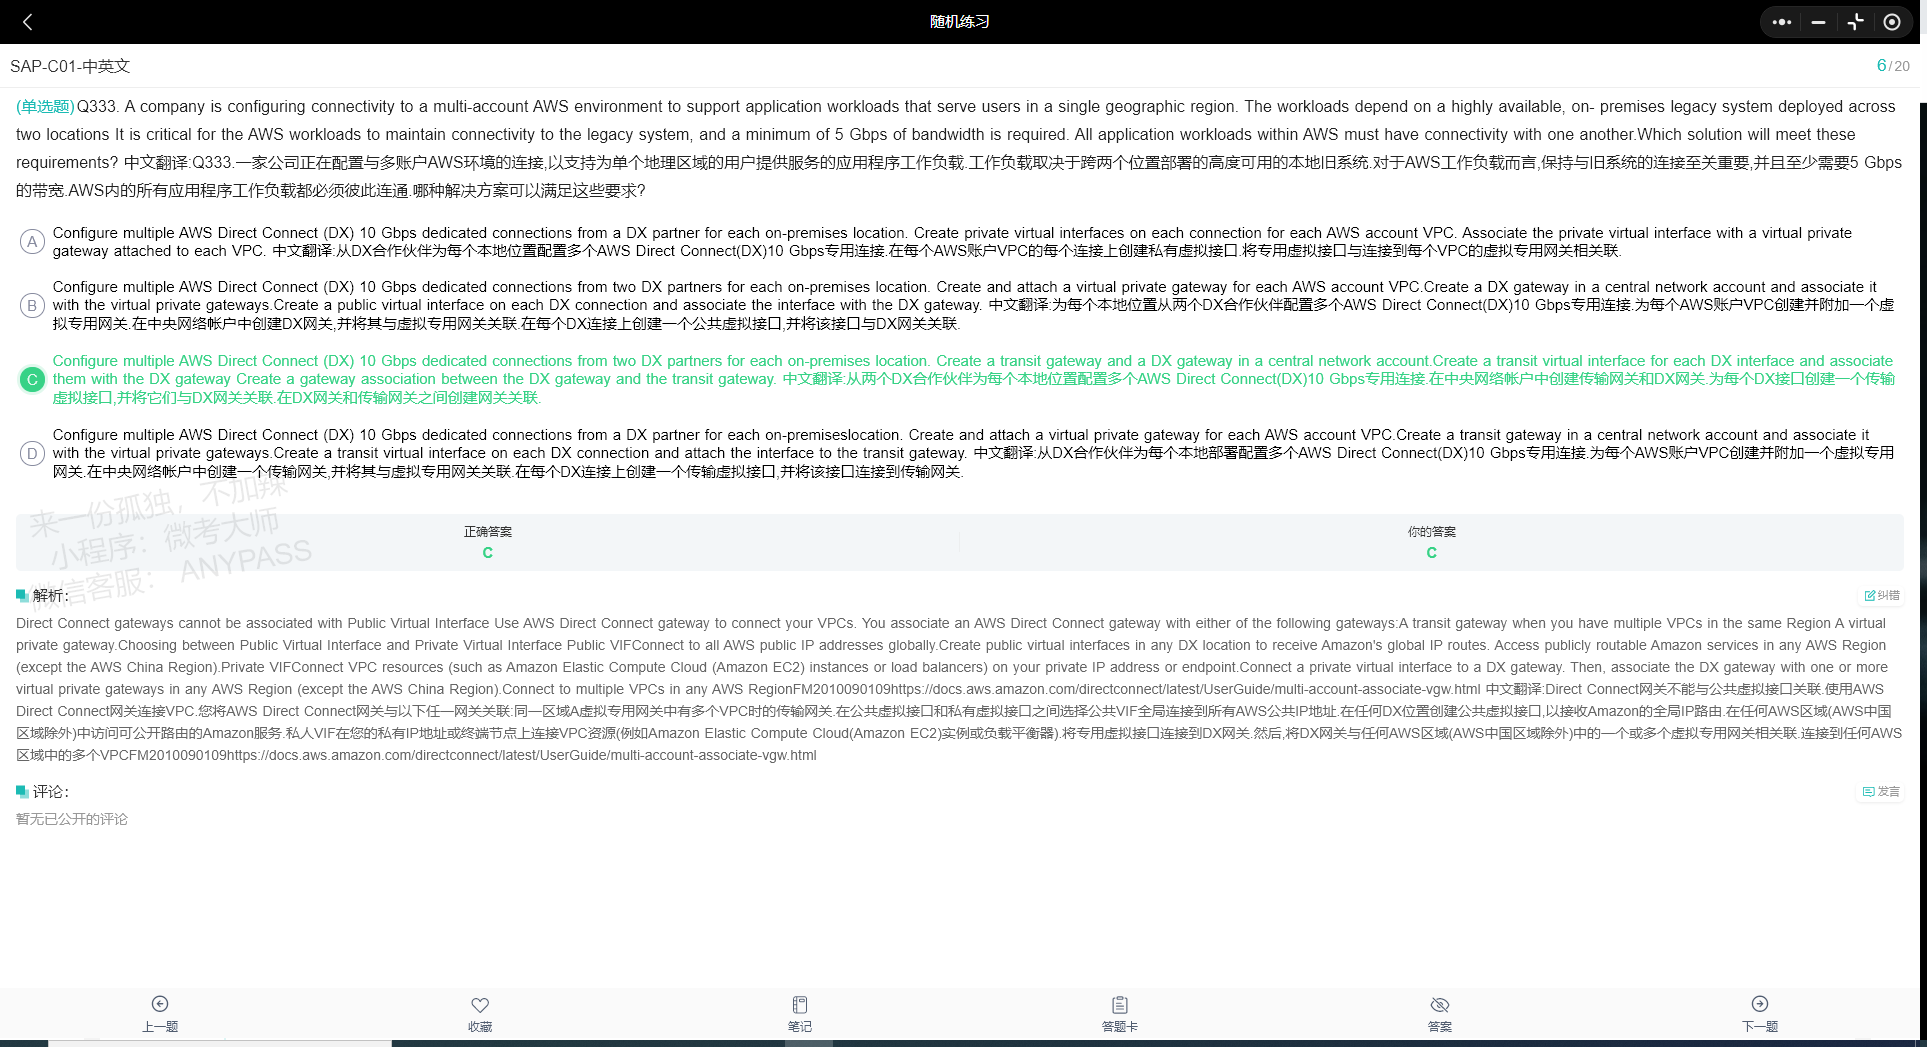 随机练习
SAP-C01-中英文
6/20
(单选题)Q333. A company is configuring connectivity to a multi-account AWS environment to support application workloads that serve users in a single geographic region. The workloads depend on a highly available, on- premises legacy system deployed across
two locations It is critical for the AWS workloads to maintain connectivity to the legacy system, and a minimum of 5 Gbps of bandwidth is required. All application workloads within AWS must have connectivity with one another.Which solution will meet these
requirements? 中文翻译:Q333.一家公司正在配置与多账户AWS环境的连接,以支持为单个地理区域的用户提供服务的应用程序工作负载.工作负载取决于跨两个位置部署的高度可用的本地旧系统.对于AWS工作负载而言,保持与旧系统的连接至关重要,并且至少需要5 Gbps
的带宽.AWS内的所有应用程序工作负载都必须彼此连通.哪种解决方案可以满足这些要求?
A
Configure multiple AWS Direct Connect (DX) 10 Gbps dedicated connections from a DX partner for each on-premises location. Create private virtual interfaces on each connection for each AWS account VPC. Associate the private virtual interface with a virtual private
gateway attached to each VPC. 中文翻译:从DX合作伙伴为每个本地位置配置多个AWS Direct Connect(DX)10 Gbps专用连接.在每个AWS账户VPC的每个连接上创建私有虚拟接口.将专用虚拟接口与连接到每个VPC的虚拟专用网关相关联.
B
Configure multiple AWS Direct Connect (DX) 10 Gbps dedicated connections from two DX partners for each on-premises location. Create and attach a virtual private gateway for each AWS account VPC.Create a DX gateway in a central network account and associate it
with the virtual private gateways.Create a public virtual interface on each DX connection and associate the interface with the DX gateway. 中文翻译:为每个本地位置从两个DX合作伙伴配置多个AWS Direct Connect(DX)10 Gbps专用连接.为每个AWS账户VPC创建并附加一个虚
拟专用网关.在中央网络帐户中创建DX网关,并将其与虚拟专用网关关联.在每个DX连接上创建一个公共虚拟接口,并将该接口与DX网关关联.
C
Configure multiple AWS Direct Connect (DX) 10 Gbps dedicated connections from two DX partners for each on-premises location. Create a transit gateway and a DX gateway in a central network account.Create a transit virtual interface for each DX interface and associate
them with the DX gateway Create a gateway association between the DX gateway and the transit gateway. 中文翻译:从两个DX合作伙伴为每个本地位置配置多个AWS Direct Connect(DX)10 Gbps专用连接.在中央网络帐户中创建传输网关和DX网关.为每个DX接口创建一个传输
虚拟接口,并将它们与DX网关关联.在DX网关和传输网关之间创建网关关联.
D
Configure multiple AWS Direct Connect (DX) 10 Gbps dedicated connections from a DX partner for each on-premiseslocation. Create and attach a virtual private gateway for each AWS account VPC.Create a transit gateway in a central network account and associate it
with the virtual private gateways.Create a transit virtual interface on each DX connection and attach the interface to the transit gateway. 中文翻译:从DX合作伙伴为每个本地部署配置多个AWS Direct Connect(DX)10 Gbps专用连接.为每个AWS账户VPC创建并附加一个虚拟专用
网关.在中央网络帐户中创建一个传输网关,并将其与虚拟专用网关关联.在每个DX连接上创建一个传输虚拟接口,并将该接口连接到传输网关.
来一份孤独，不加辣
小程序：微考大师
微信客服：ANYPASS
正确答案
C
你的答案
C
解析：
纠错
Direct Connect gateways cannot be associated with Public Virtual Interface Use AWS Direct Connect gateway to connect your VPCs. You associate an AWS Direct Connect gateway with either of the following gateways:A transit gateway when you have multiple VPCs in the same Region A virtual
private gateway.Choosing between Public Virtual Interface and Private Virtual Interface Public VIFConnect to all AWS public IP addresses globally.Create public virtual interfaces in any DX location to receive Amazon's global IP routes. Access publicly routable Amazon services in any AWS Region
(except the AWS China Region).Private VIFConnect VPC resources (such as Amazon Elastic Compute Cloud (Amazon EC2) instances or load balancers) on your private IP address or endpoint.Connect a private virtual interface to a DX gateway. Then, associate the DX gateway with one or more
virtual private gateways in any AWS Region (except the AWS China Region).Connect to multiple VPCs in any AWS RegionFM2010090109https://docs.aws.amazon.com/directconnect/latest/UserGuide/multi-account-associate-vgw.html 中文翻译:Direct Connect网关不能与公共虚拟接口关联.使用AWS
Direct Connect网关连接VPC.您将AWS Direct Connect网关与以下任一网关关联:同一区域A虚拟专用网关中有多个VPC时的传输网关.在公共虚拟接口和私有虚拟接口之间选择公共VIF全局连接到所有AWS公共IP地址.在任何DX位置创建公共虚拟接口,以接收Amazon的全局IP路由.在任何AWS区域(AWS中国
区域除外)中访问可公开路由的Amazon服务.私人VIF在您的私有IP地址或终端节点上连接VPC资源(例如Amazon Elastic Compute Cloud(Amazon EC2)实例或负载平衡器).将专用虚拟接口连接到DX网关.然后,将DX网关与任何AWS区域(AWS中国区域除外)中的一个或多个虚拟专用网关相关联.连接到任何AWS
区域中的多个VPCFM2010090109https://docs.aws.amazon.com/directconnect/latest/UserGuide/multi-account-associate-vgw.html
评论：
发言
暂无已公开的评论
上一题
收藏
笔记
答题卡
答案
下一题